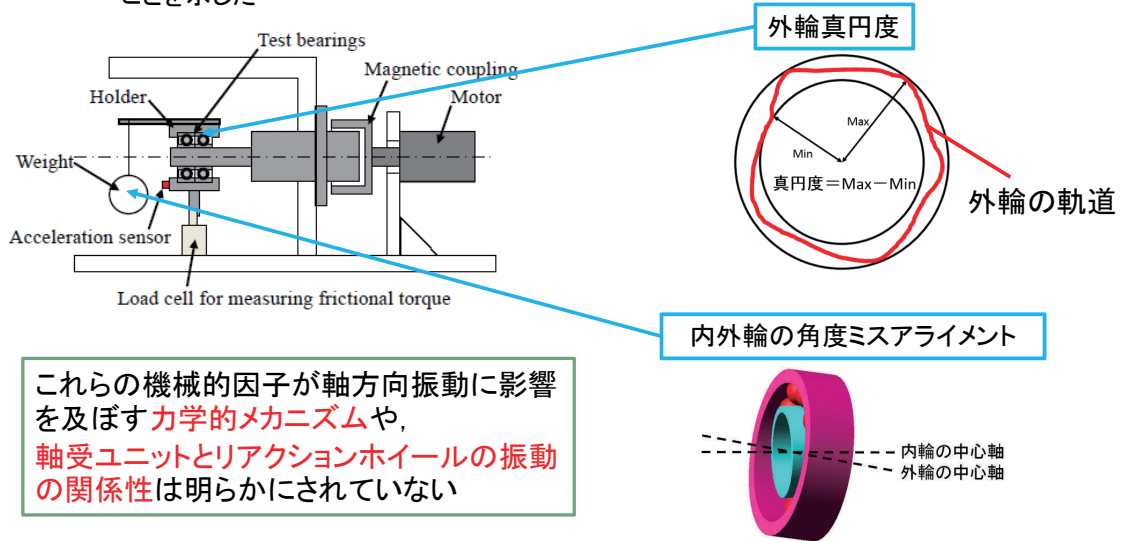 ことを示した
外輪真円度
Test bearings
Magnetic coupling
Holder
Motor
Weight
Acceleration sensor
Load cell for measuring frictional torque
Max
Min
真円度＝Max－Min
外輪の軌道
内外輪の角度ミスアライメント
これらの機械的因子が軸方向振動に影響
を及ぼす力学的メカニズムや,
軸受ユニットとリアクションホイールの振動
の関係性は明らかにされていない
内輪の中心軸
外輪の中心軸